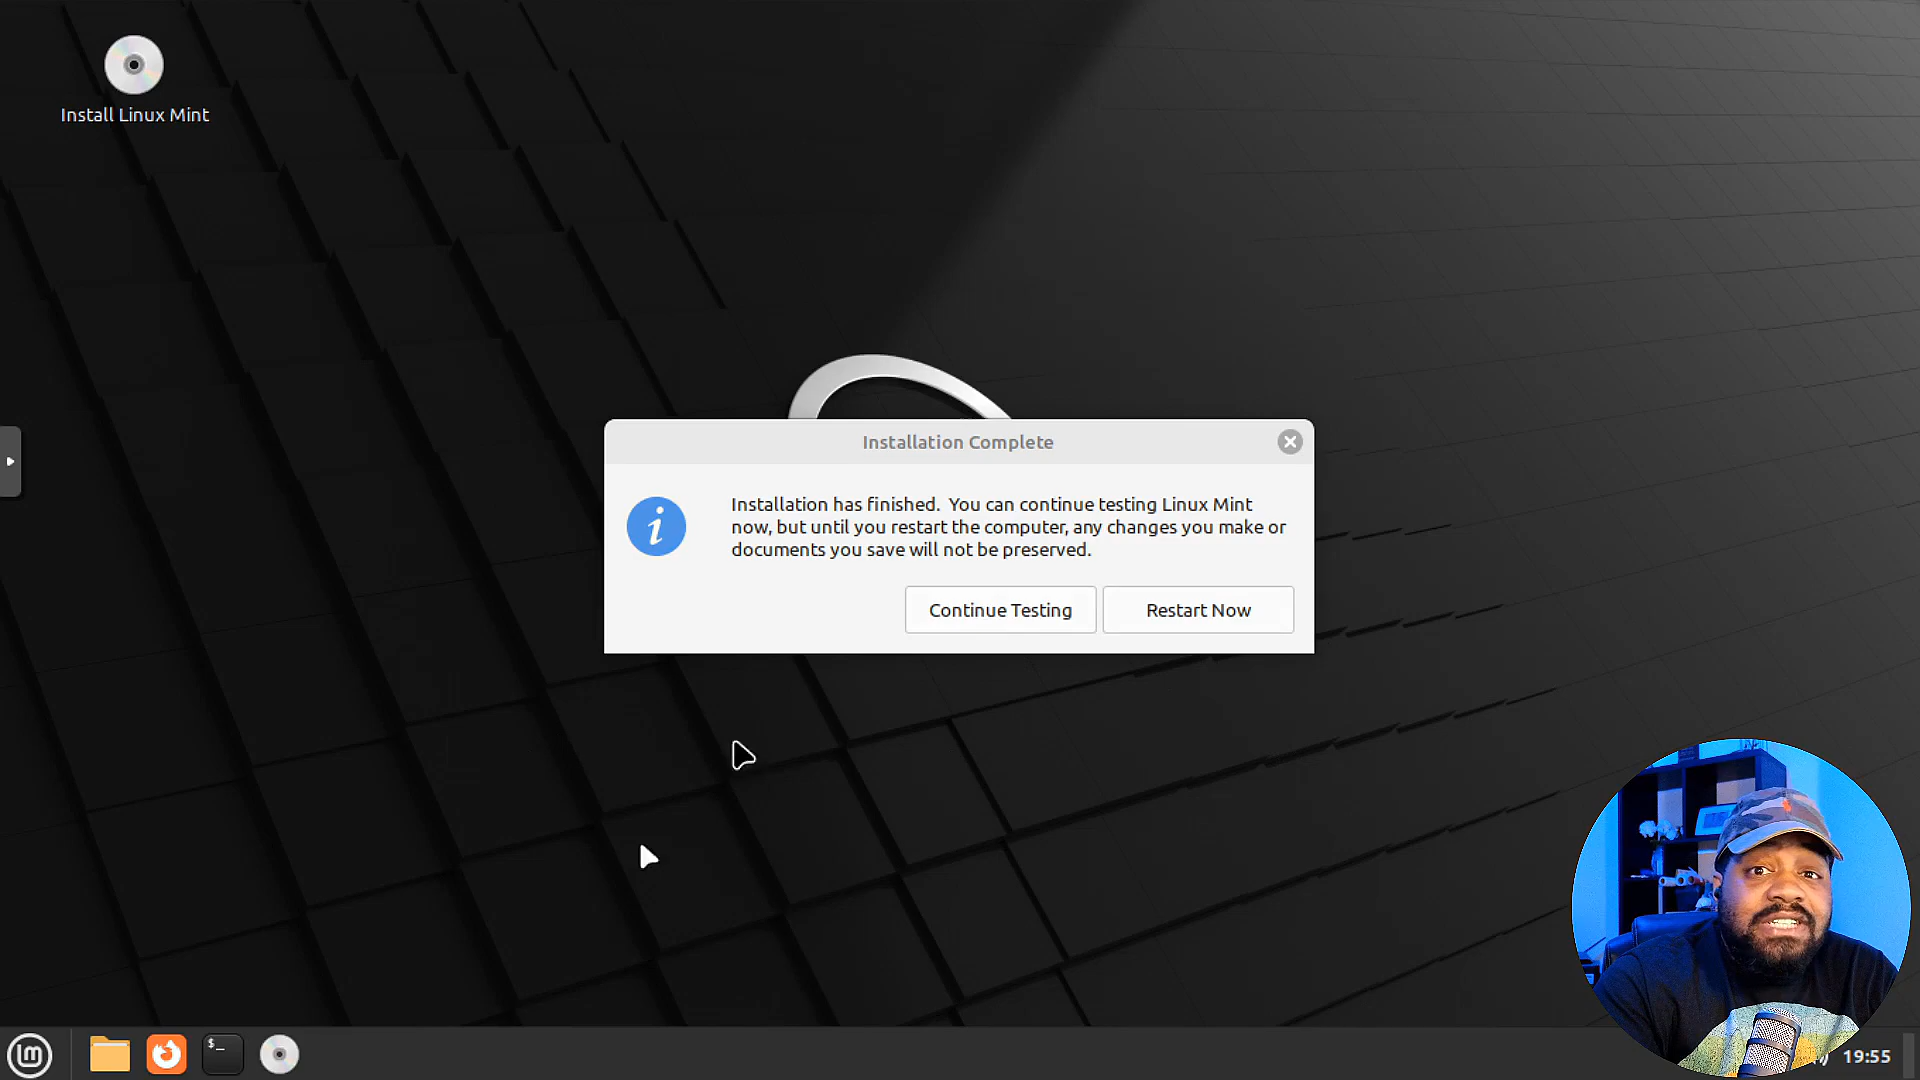 Install Linux Mint
Installation Complete
Installation has finished.  You can continue testing Linux Mint
now, but until you restart the computer, any changes you make or
documents you save will not be preserved.
Continue Testing
Restart Now
$_
lm
19:55